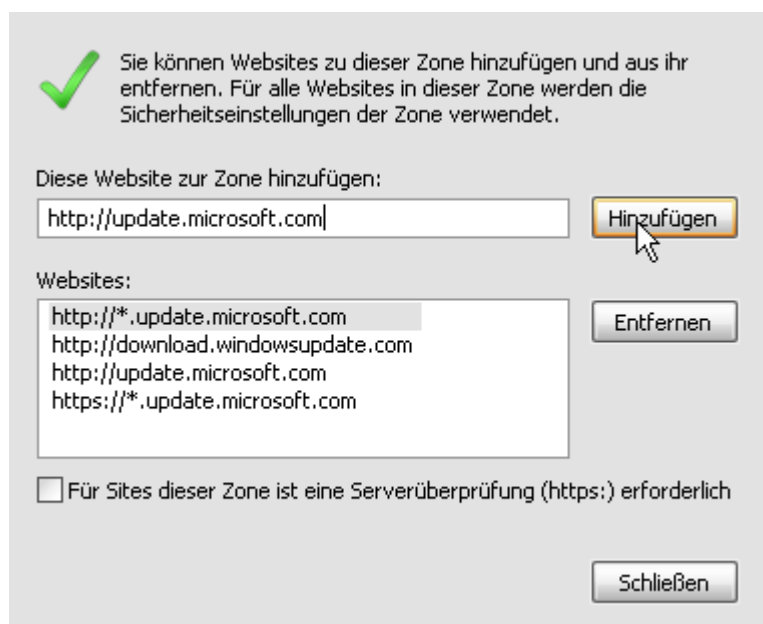 Sie können Websites zu dieser Zone hinzufügen und aus ihr
entfernen. Für alle Websites in dieser Zone werden die
Sicherheitseinstellungen der Zone verwendet.
Diese Website zur Zone hinzufügen:
http://update.microsoft.com
Hinzufügen
Websites:
http://*.update.microsoft.com
http://download.windowsupdate.com
http://update.microsoft.com
https://*.update.microsoft.com
Entfernen
Für Sites dieser Zone ist eine Serverüberprüfung (https:) erforderlich
Schließen